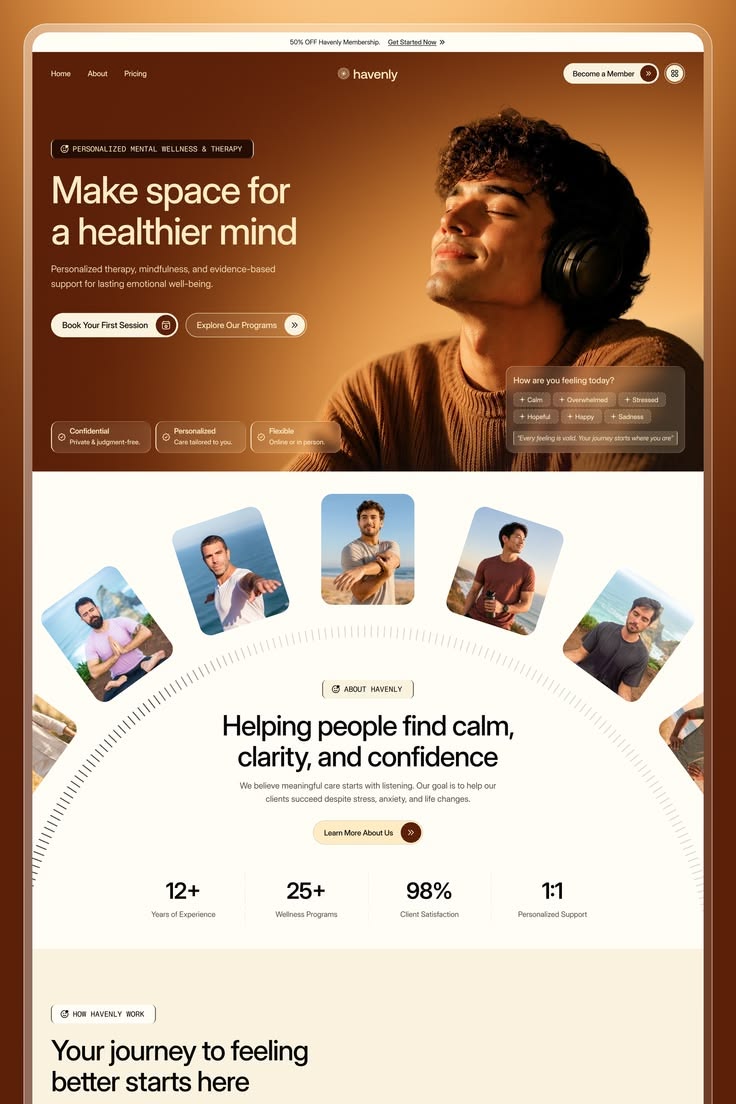 50% OFF Havenly Membership. Get Started Now
Home About Pricing
havenly
Become a Member
PERSONALIZED MENTAL WELLNESS & THERAPY
Make space for
a healthier mind
Personalized therapy, mindfulness, and evidence-based
support for lasting emotional well-being.
Book Your First Session
Explore Our Programs
How are you feeling today?
Calm Overwhelmed Stressed
Hopeful Happy Sadness
"Every feeling is valid. Your journey starts where you are"
Confidential
Private & judgment-free.
Personalized
Care tailored to you.
Flexible
Online or in person.
ABOUT HAVENLY
Helping people find calm,
clarity, and confidence
We believe meaningful care starts with listening. Our goal is to help our
clients succeed despite stress, anxiety, and life changes.
Learn More About Us
12+
Years of Experience
25+
Wellness Programs
98%
Client Satisfaction
1:1
Personalized Support
HOW HAVENLY WORK
Your journey to feeling
better starts here